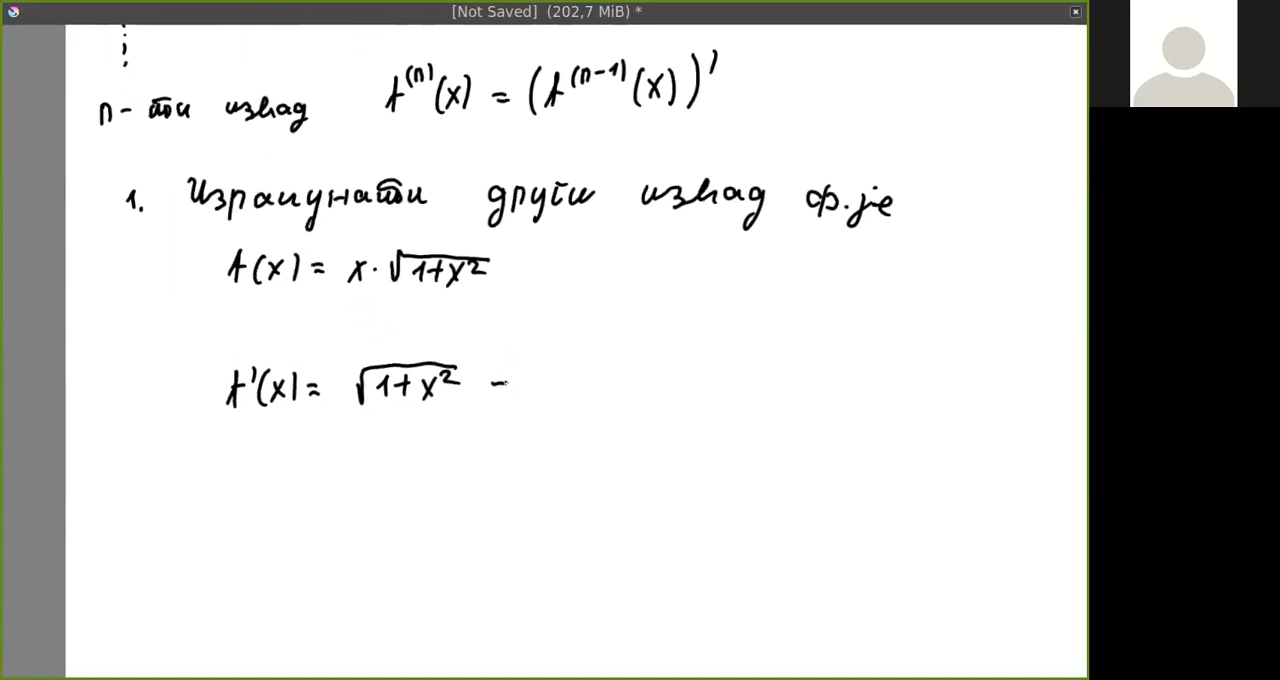 [Not Saved] (202,7 MiB) *
n-ти извод f^(n)(x) = (f^(n-1)(x))'
1. Израчунати други извод ф.је
f(x) = x·√(1+x²)
f'(x) = √(1+x²) -